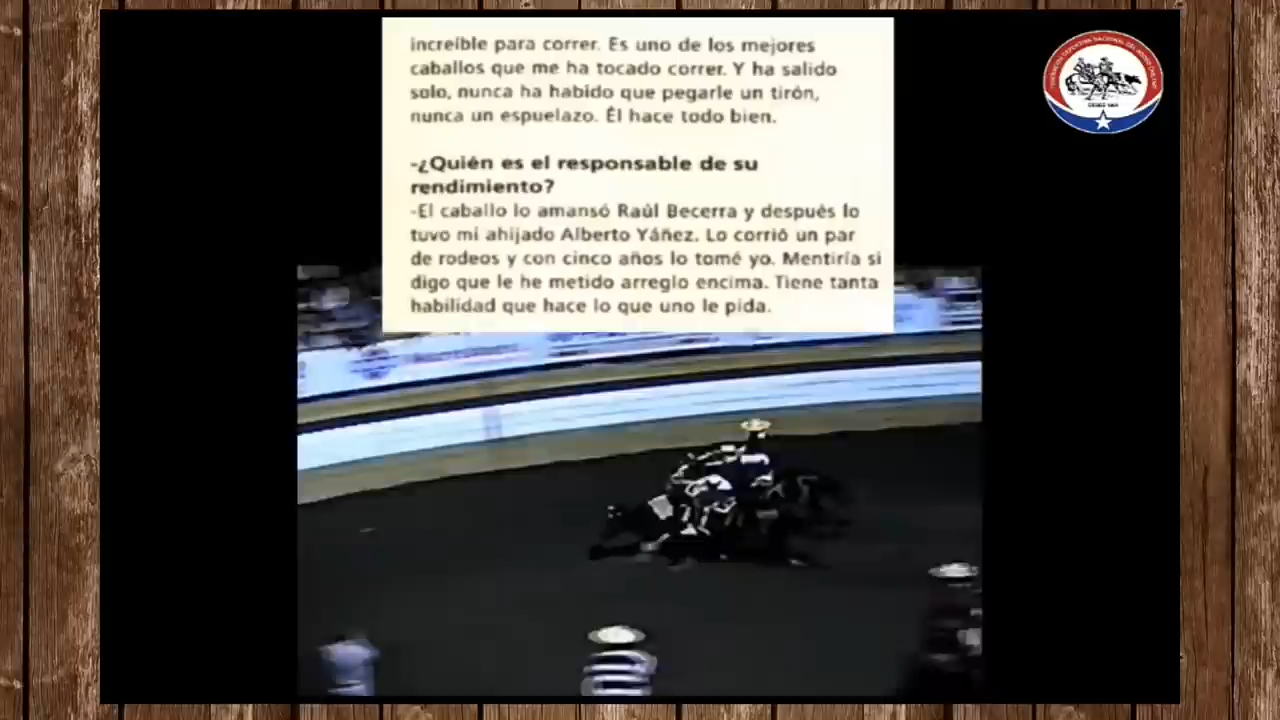 increíble para correr. Es uno de los mejores
caballos que me ha tocado correr. Y ha salido
solo, nunca ha habido que pegarle un tirón,
nunca un espuelazo. Él hace todo bien.
-¿Quién es el responsable de su
rendimiento?
-El caballo lo amansó Raúl Becerra y después lo
tuvo mi ahijado Alberto Yáñez. Lo corrió un par
de rodeos y con cinco años lo tomé yo. Mentiría si
digo que le he metido arreglo encima. Tiene tanta
habilidad que hace lo que uno le pida.